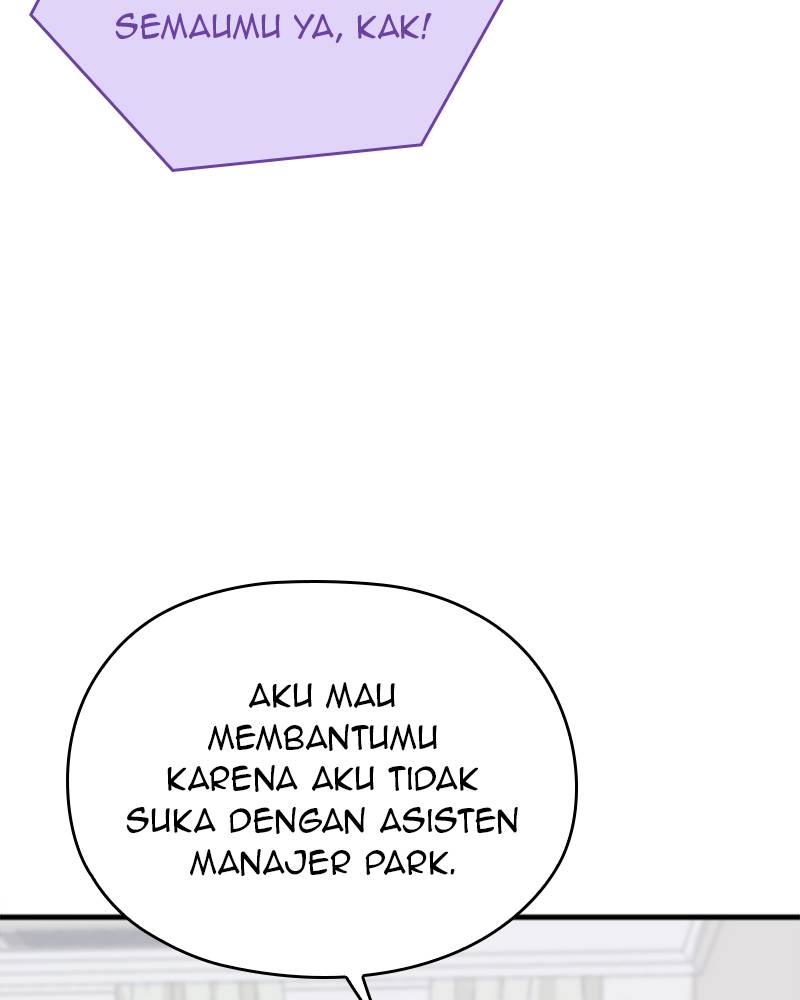 SEMAUMU YA, KAK!
AKU MAU
MEMBANTUMU
KARENA AKU TIDAK
SUKA DENGAN ASISTEN
MANAJER PARK.